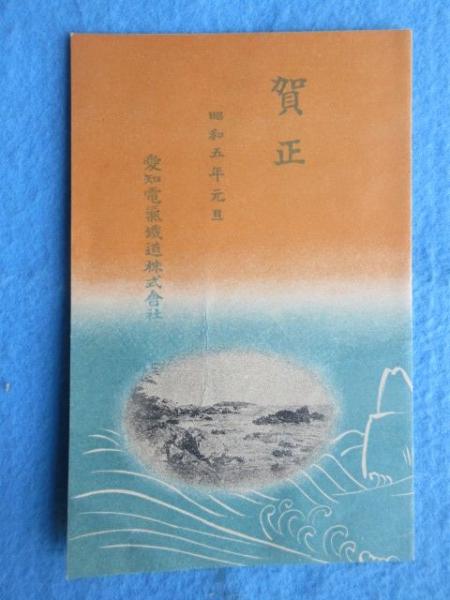 賀正
昭和五年元旦
愛知電氣鐵道株式會社